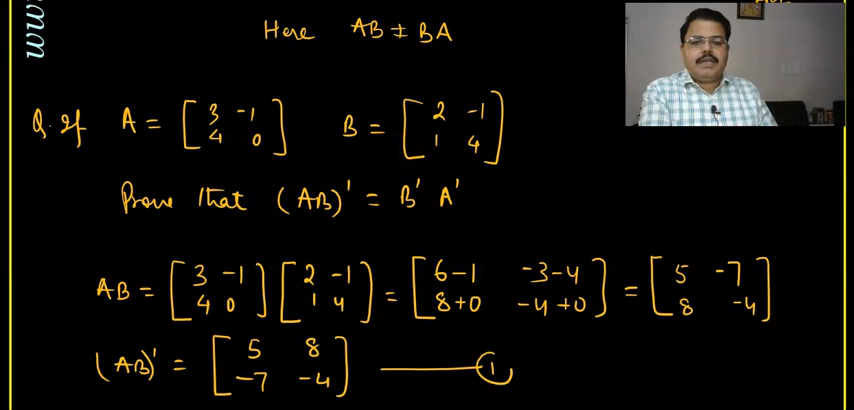 www
Here AB ≠ BA
Q. If A = [3 -1; 4 0] B = [2 -1; 1 4]
Prove that (AB)' = B' A'
AB = [3 -1; 4 0] [2 -1; 1 4] = [6-1 -3-4; 8+0 -4+0] = [5 -7; 8 -4]
(AB)' = [5 8; -7 -4] —— ①